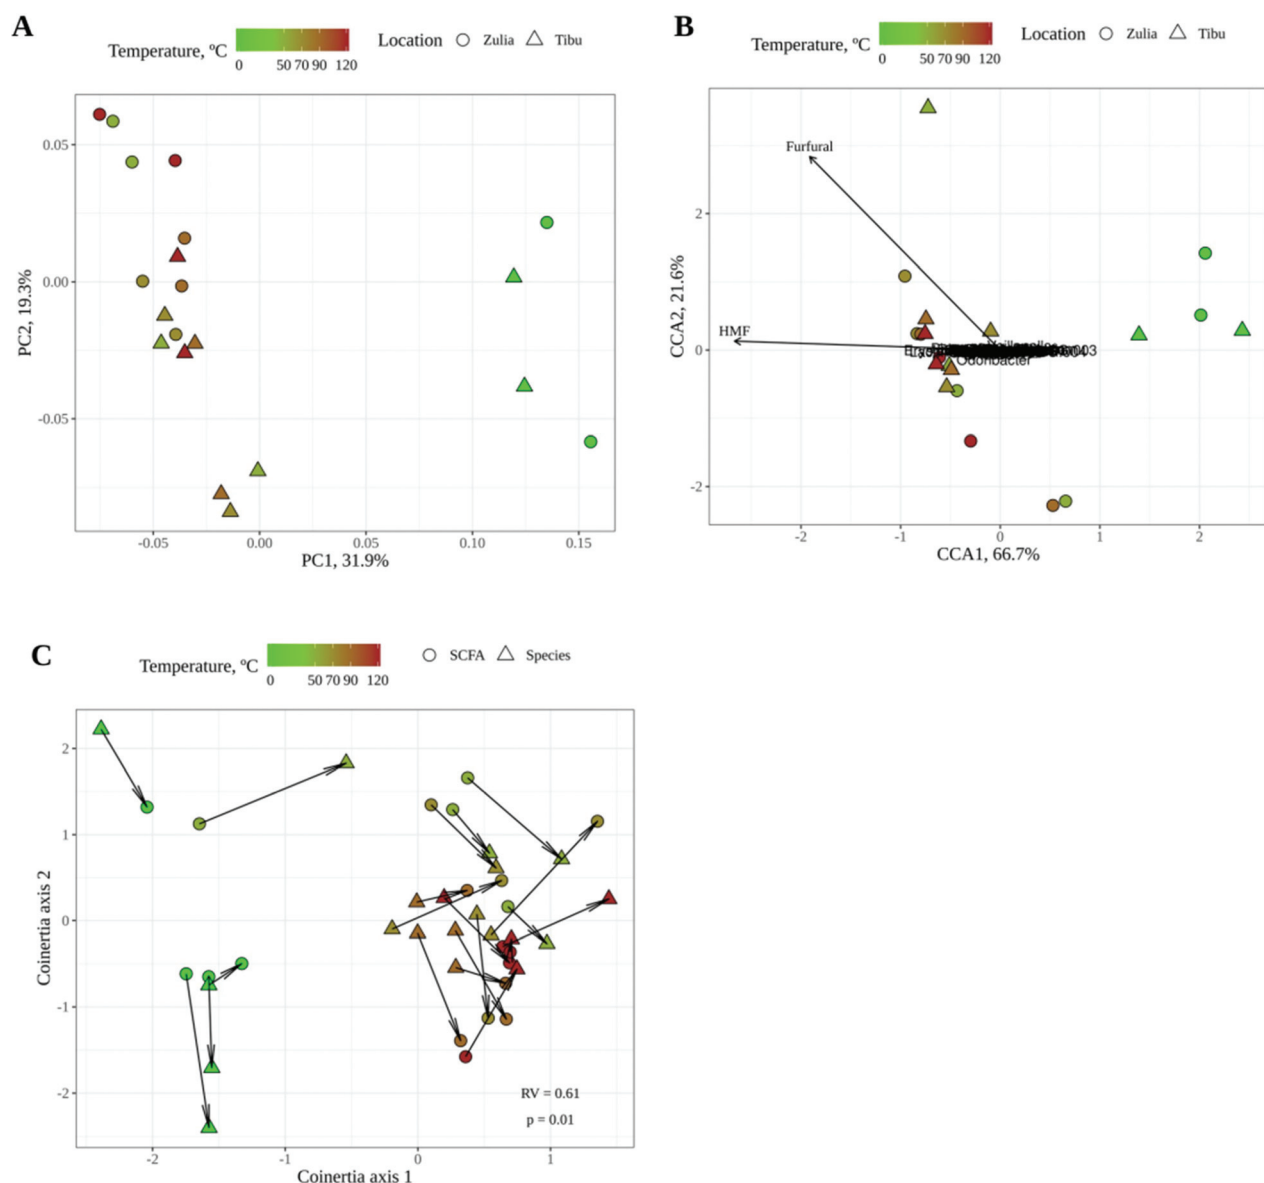 A
Temperature, ºC
0 50 70 90 120
Location Zulia Tibu
0.05
0.00
-0.05
PC2, 19.3%
-0.05 0.00 0.05 0.10 0.15
PC1, 31.9%
B
Temperature, ºC
0 50 70 90 120
Location Zulia Tibu
Furfural
HMF
Odoribacter
2
0
-2
CCA2, 21.6%
-2 -1 0 1 2
CCA1, 66.7%
C
Temperature, ºC
0 50 70 90 120
SCFA Species
2
1
0
-1
-2
Coinertia axis 2
RV = 0.61
p = 0.01
-2 -1 0 1
Coinertia axis 1